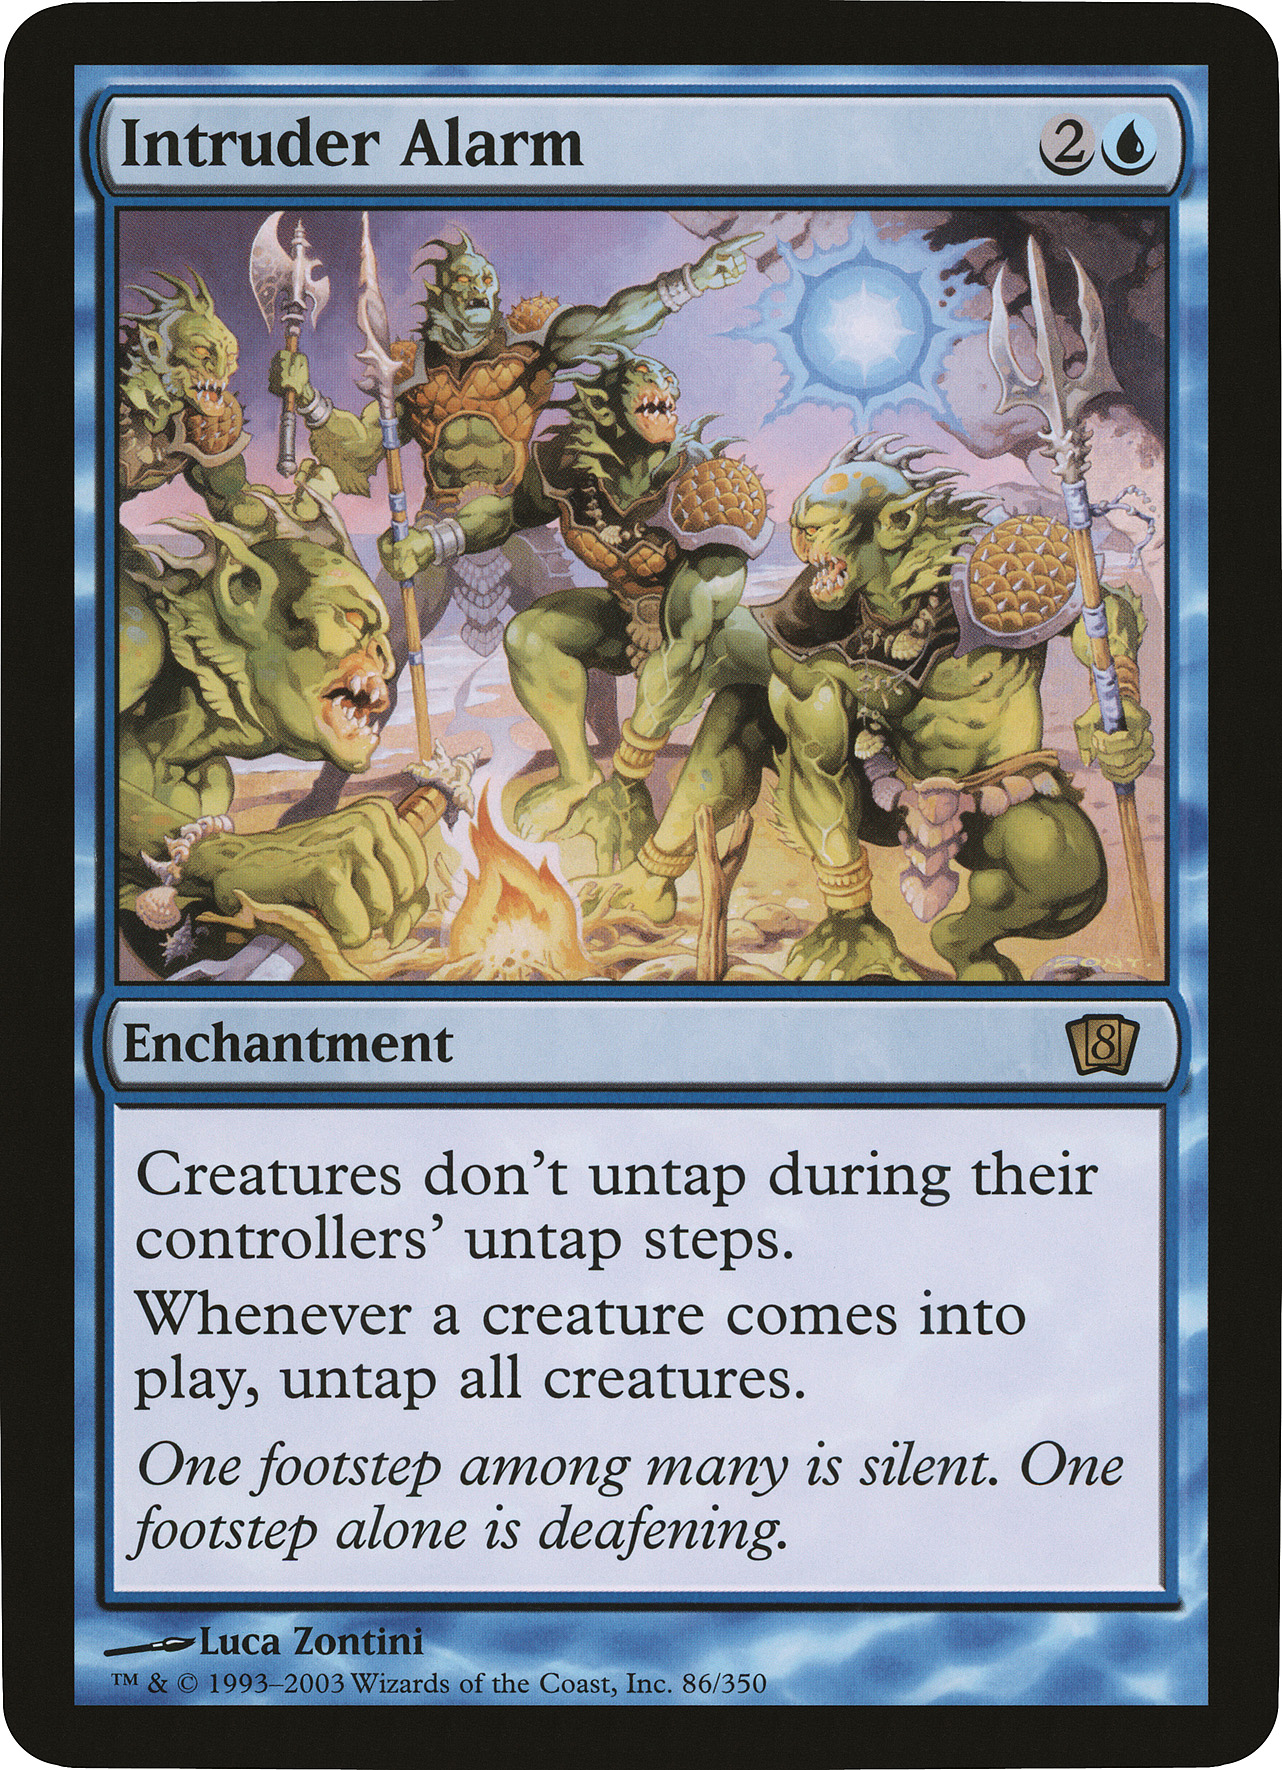 Intruder Alarm 2
ZONT.
Enchantment 8
Creatures don't untap during their
controllers' untap steps.
Whenever a creature comes into
play, untap all creatures.
One footstep among many is silent. One
footstep alone is deafening.
Luca Zontini
™ & © 1993–2003 Wizards of the Coast, Inc. 86/350